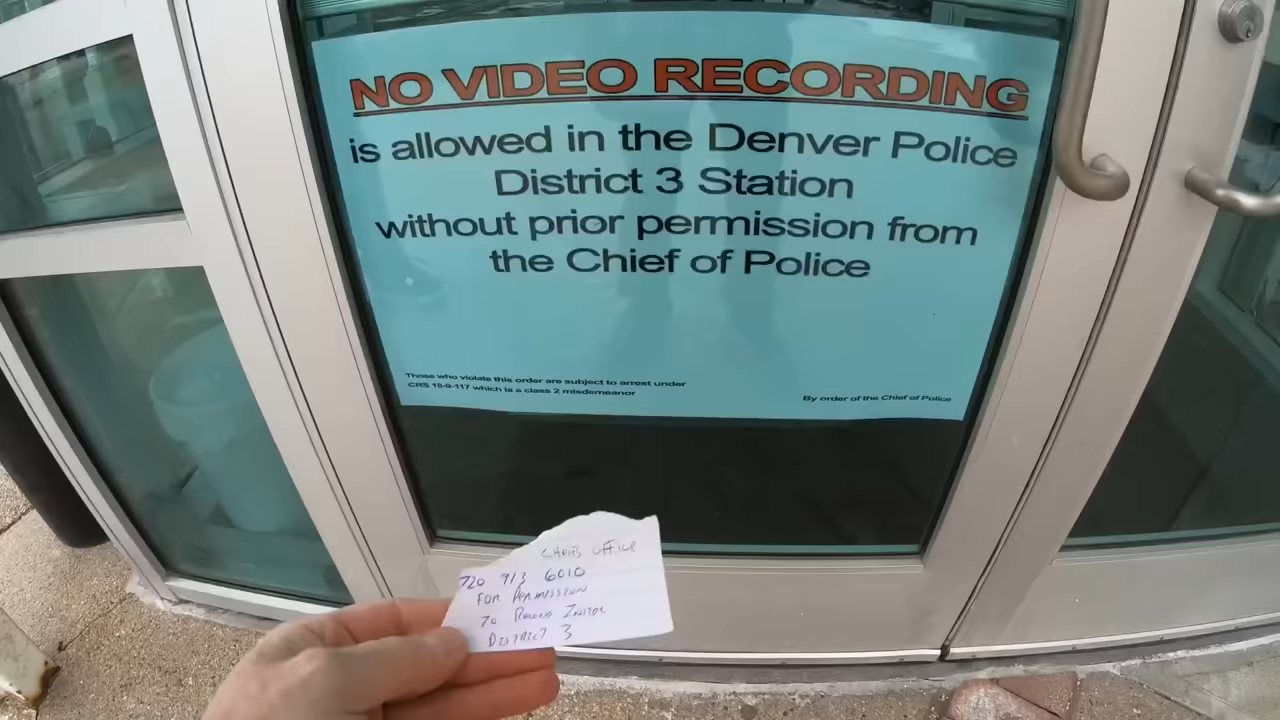 NO VIDEO RECORDING
is allowed in the Denver Police
District 3 Station
without prior permission from
the Chief of Police
Those who violate this order are subject to arrest under
CRS 18-9-117 which is a class 2 misdemeanor
By order of the Chief of Police
CHIEFS OFFICE
720 913 6010
FOR PERMISSION
TO RECORD INSIDE
DISTRICT 3